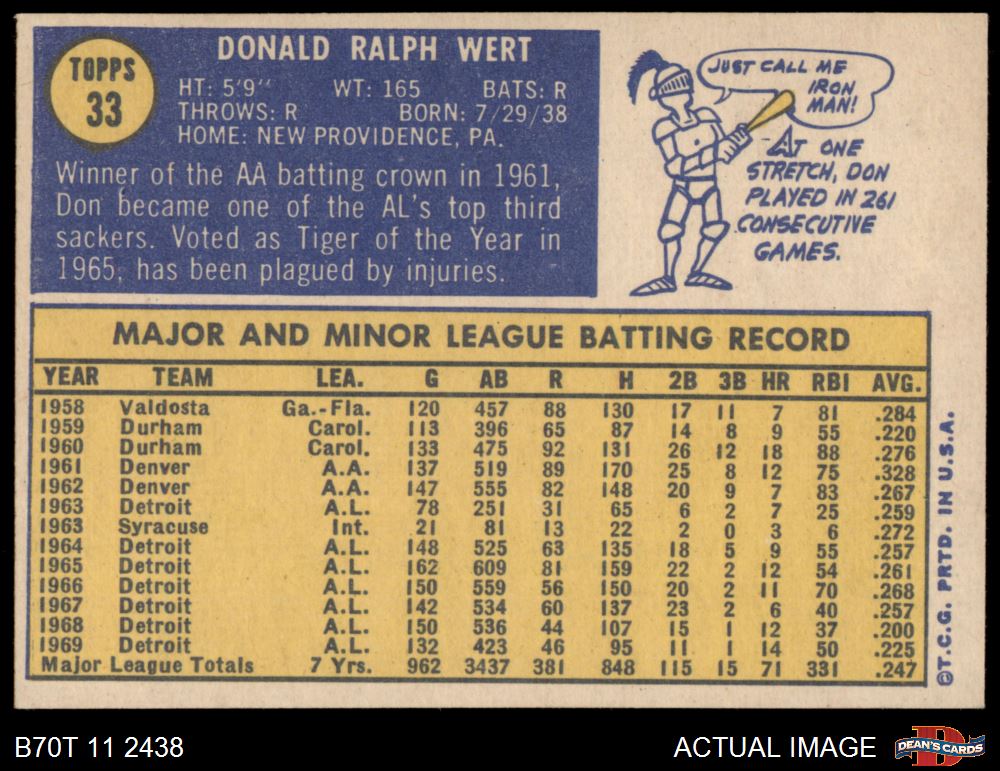 TOPPS
33
DONALD RALPH WERT
HT: 5'9" WT: 165 BATS: R
THROWS: R BORN: 7/29/38
HOME: NEW PROVIDENCE, PA.
Winner of the AA batting crown in 1961,
Don became one of the AL's top third
sackers. Voted as Tiger of the Year in
1965, has been plagued by injuries.
JUST CALL ME
IRON
MAN!
AT ONE
STRETCH, DON
PLAYED IN 261
CONSECUTIVE
GAMES.
MAJOR AND MINOR LEAGUE BATTING RECORD
YEAR TEAM LEA. G AB R H 2B 3B HR RBI AVG.
1958 Valdosta Ga.-Fla. 120 457 88 130 17 11 7 81 .284
1959 Durham Carol. 113 396 65 87 14 8 9 55 .220
1960 Durham Carol. 133 475 92 131 26 12 18 88 .276
1961 Denver A.A. 137 519 89 170 25 8 12 75 .328
1962 Denver A.A. 147 555 82 148 20 9 7 83 .267
1963 Detroit A.L. 78 251 31 65 6 2 7 25 .259
1963 Syracuse Int. 21 81 13 22 2 0 3 6 .272
1964 Detroit A.L. 148 525 63 135 18 5 9 55 .257
1965 Detroit A.L. 162 609 81 159 22 2 12 54 .261
1966 Detroit A.L. 150 559 56 150 20 2 11 70 .268
1967 Detroit A.L. 142 534 60 137 23 2 6 40 .257
1968 Detroit A.L. 150 536 44 107 15 1 12 37 .200
1969 Detroit A.L. 132 423 46 95 11 1 14 50 .225
Major League Totals 7 Yrs. 962 3437 381 848 115 15 71 331 .247
©T.C.G. PRTD. IN U.S.A.
B70T 11 2438
ACTUAL IMAGE
DEAN'S CARDS